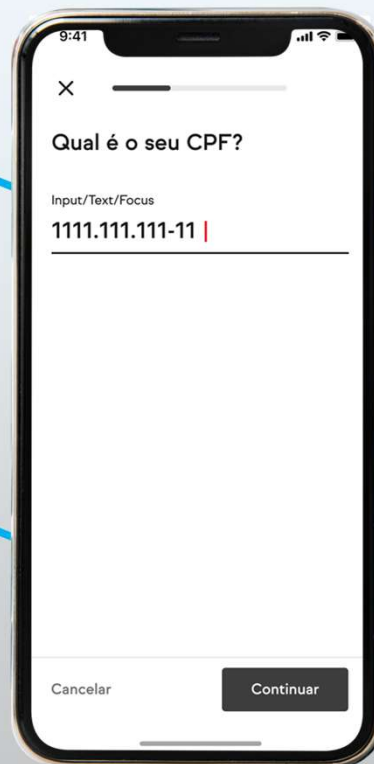 9:41
Qual é o seu CPF?
Input/Text/Focus
1111.111.111-11
Cancelar
Continuar